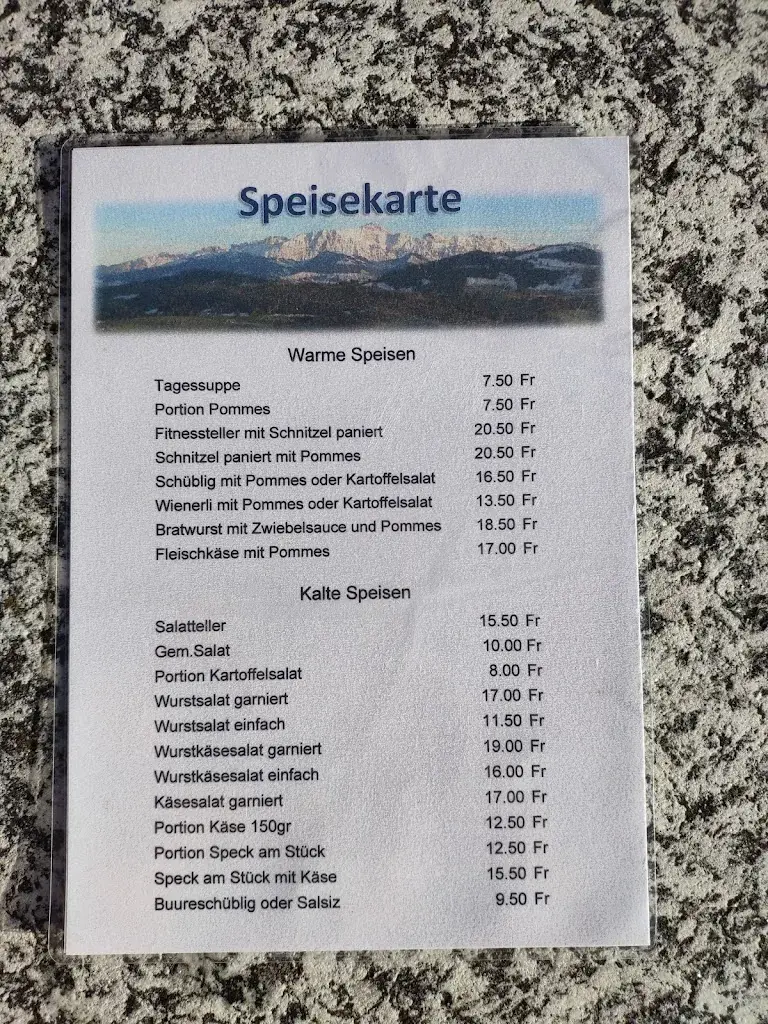 Speisekarte
Warme Speisen
Tagessuppe 7.50 Fr
Portion Pommes 7.50 Fr
Fitnessteller mit Schnitzel paniert 20.50 Fr
Schnitzel paniert mit Pommes 20.50 Fr
Schüblig mit Pommes oder Kartoffelsalat 16.50 Fr
Wienerli mit Pommes oder Kartoffelsalat 13.50 Fr
Bratwurst mit Zwiebelsauce und Pommes 18.50 Fr
Fleischkäse mit Pommes 17.00 Fr
Kalte Speisen
Salatteller 15.50 Fr
Gem.Salat 10.00 Fr
Portion Kartoffelsalat 8.00 Fr
Wurstsalat garniert 17.00 Fr
Wurstsalat einfach 11.50 Fr
Wurstkäsesalat garniert 19.00 Fr
Wurstkäsesalat einfach 16.00 Fr
Käsesalat garniert 17.00 Fr
Portion Käse 150gr 12.50 Fr
Portion Speck am Stück 12.50 Fr
Speck am Stück mit Käse 15.50 Fr
Buureschüblig oder Salsiz 9.50 Fr